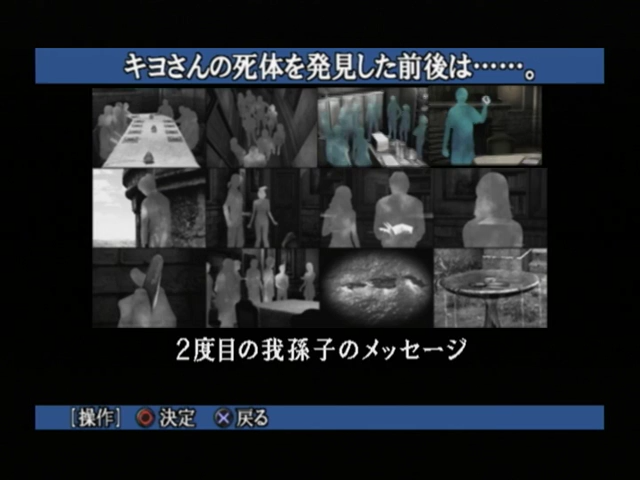 キヨさんの死体を発見した前後は……。
2度目の我孫子のメッセージ
[操作] ○決定 ×戻る